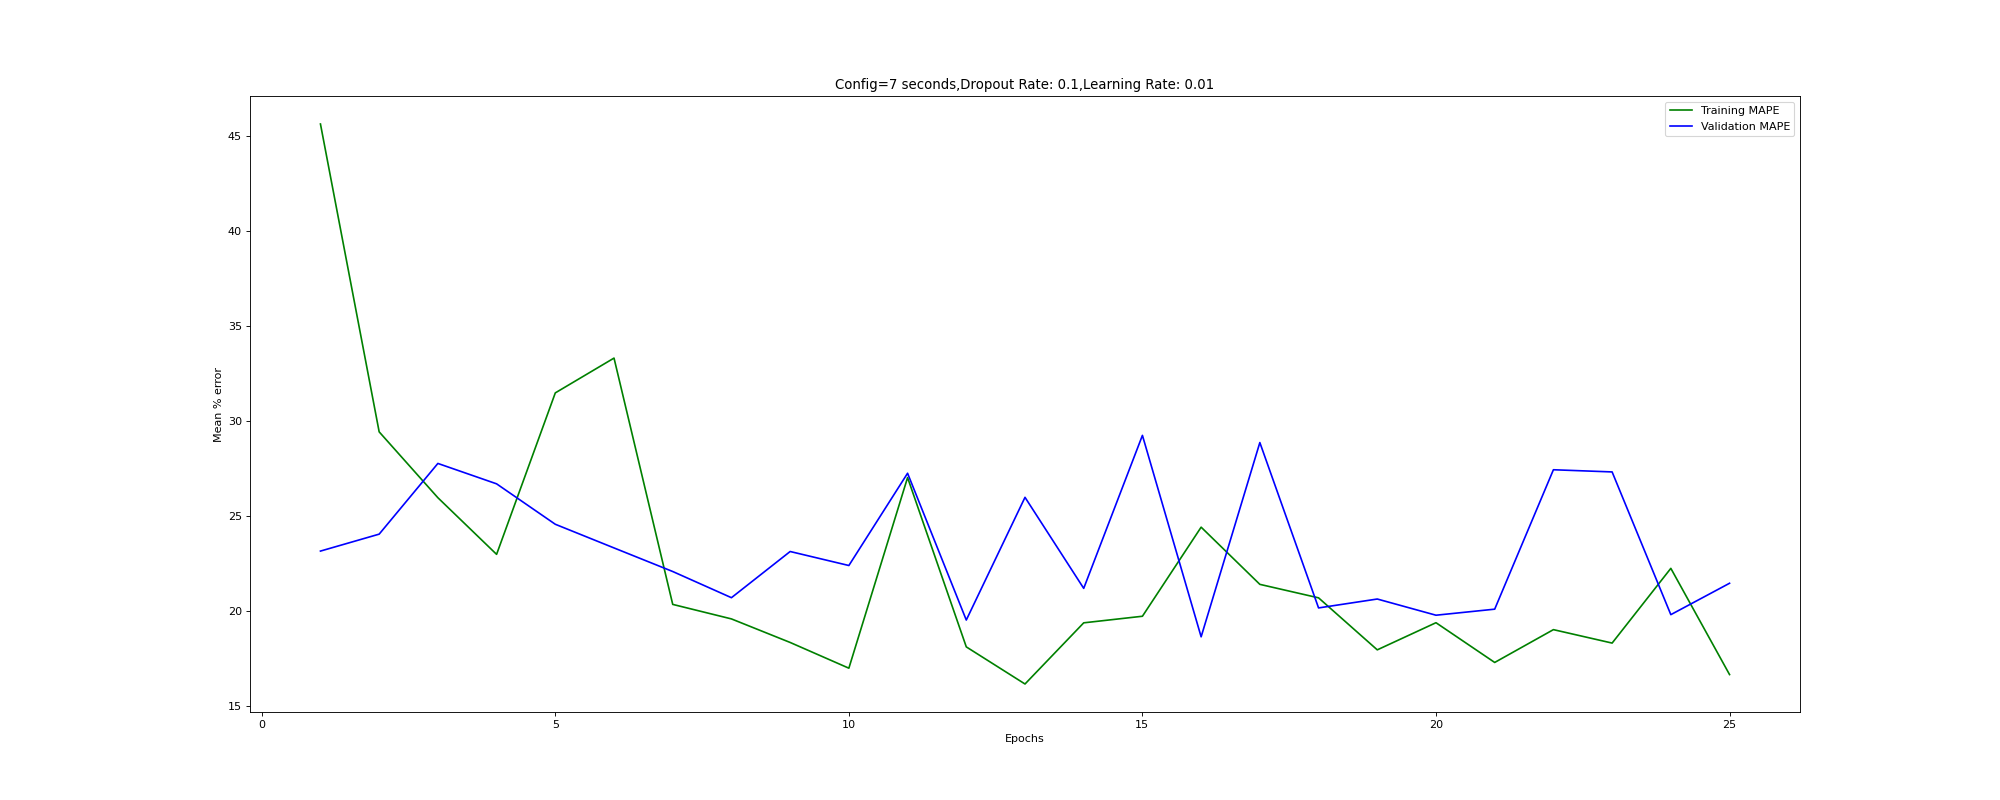 Config=7 seconds,Dropout Rate: 0.1,Learning Rate: 0.01
Training MAPE
Validation MAPE
45
40
35
30
25
20
15
Mean % error
0 5 10 15 20 25
Epochs